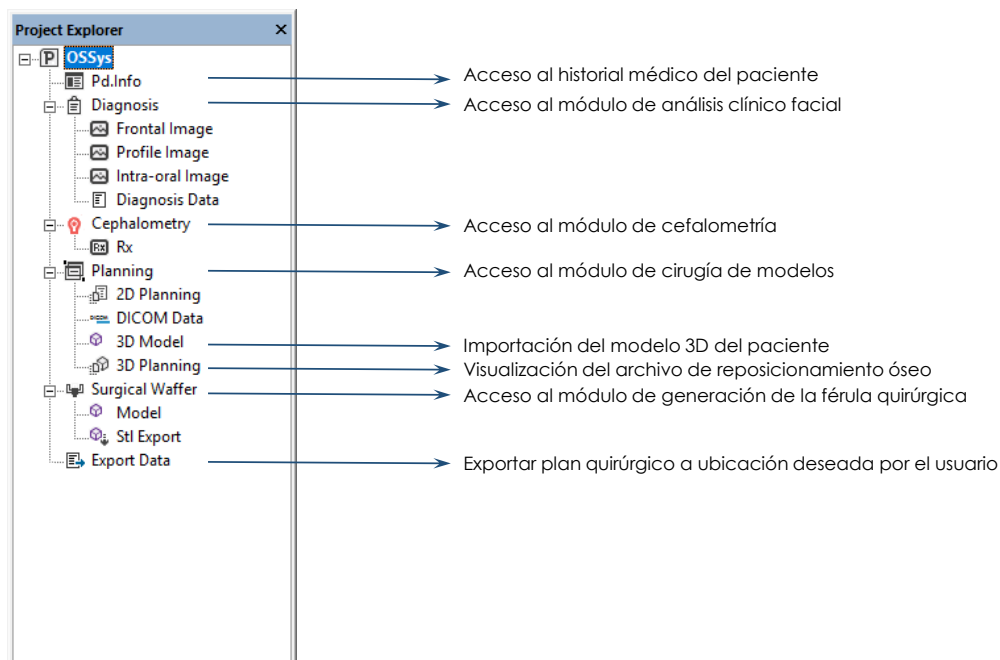 Project Explorer
OSSys
Pd.Info Acceso al historial médico del paciente
Diagnosis Acceso al módulo de análisis clínico facial
Frontal Image
Profile Image
Intra-oral Image
Diagnosis Data
Cephalometry Acceso al módulo de cefalometría
Rx Rx
Planning Acceso al módulo de cirugía de modelos
2D Planning
DICOM DICOM Data
3D Model Importación del modelo 3D del paciente
3D Planning Visualización del archivo de reposicionamiento óseo
Surgical Waffer Acceso al módulo de generación de la férula quirúrgica
Model
Stl Export
Export Data Exportar plan quirúrgico a ubicación deseada por el usuario